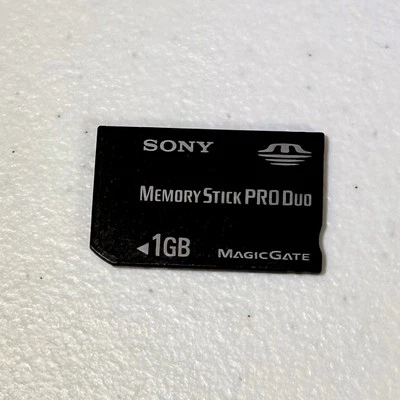 SONY
MEMORY STICK PRO DUO
◄1GB MAGICGATE